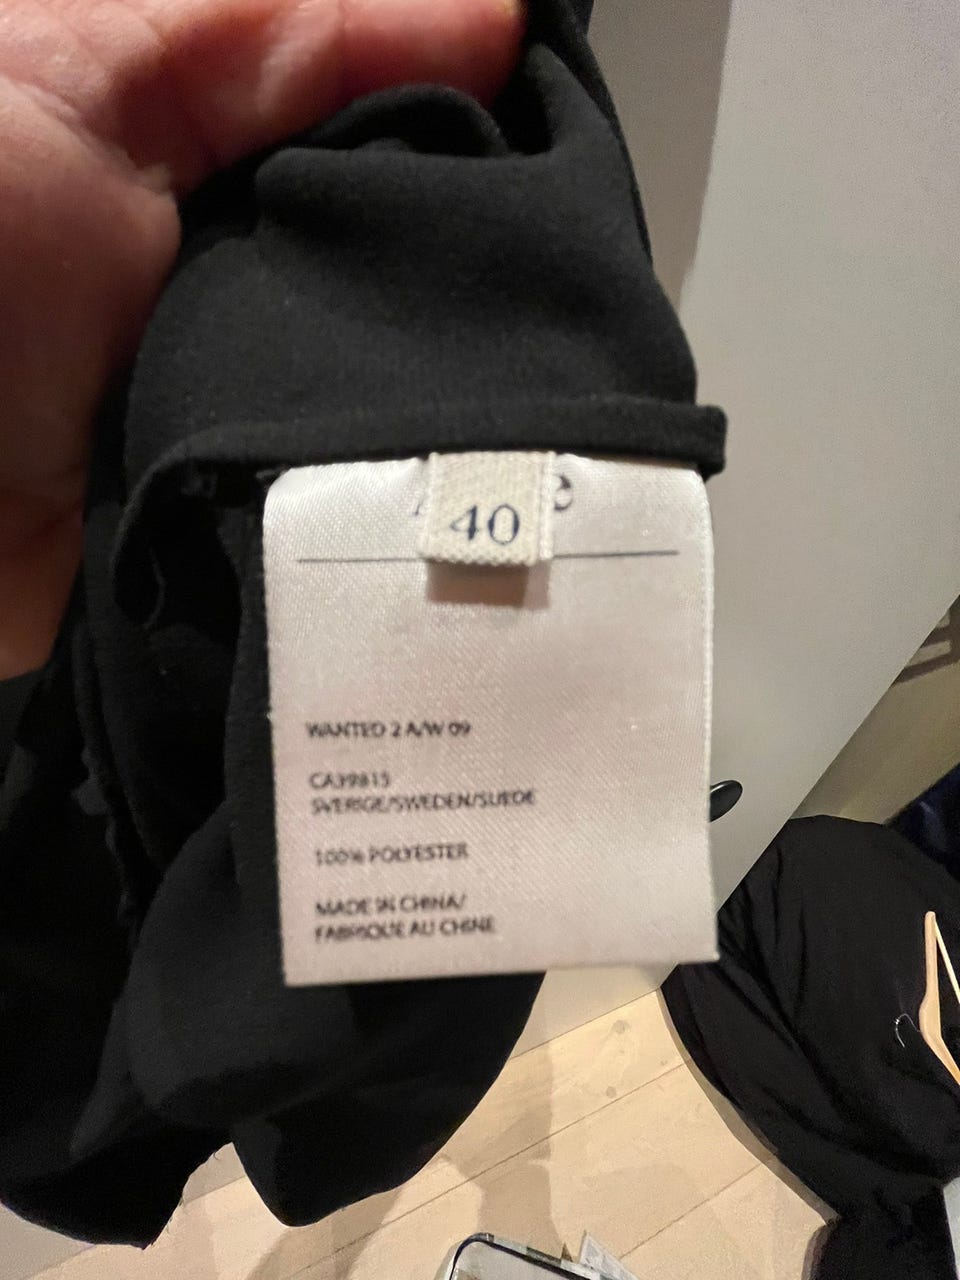 40
WANTED 2 A/W 09
CA39815
SVERIGE/SWEDEN/SUEDE
100% POLYESTER
MADE IN CHINA/
FABRIQUE AU CHINE